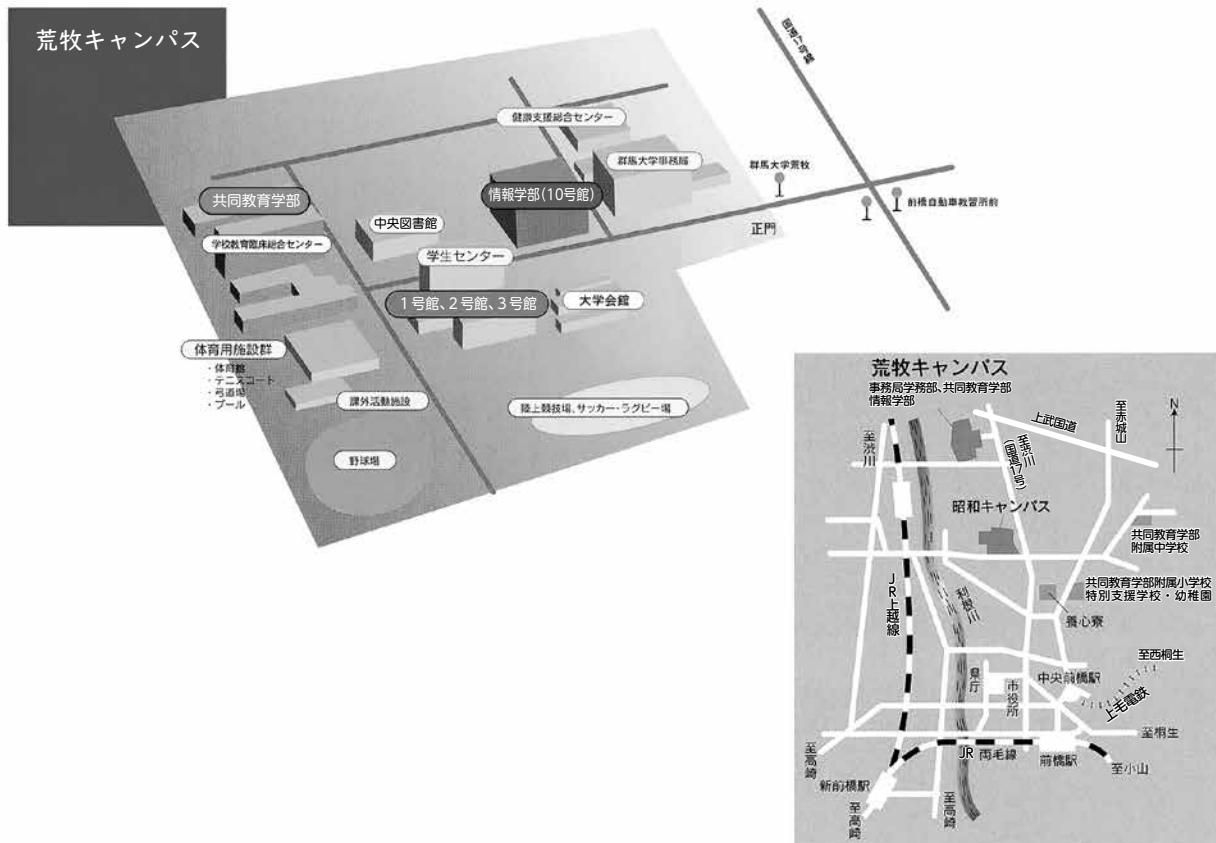 荒牧キャンパス
国道17号線
健康支援総合センター
群馬大学事務局
群馬大学荒牧
情報学部(10号館)
共同教育学部
前橋自動車教習所前
中央図書館
正門
学校教育臨床総合センター
学生センター
1号館、2号館、3号館
大学会館
体育用施設群
・体育館
・テニスコート
・弓道場
・プール
課外活動施設
陸上競技場、サッカー・ラグビー場
野球場
荒牧キャンパス
事務局学務部、共同教育学部
情報学部
至渋川
上武国道
至赤城山
N
至渋川
(国道17号)
昭和キャンパス
共同教育学部
附属中学校
JR上越線
利根川
共同教育学部附属小学校
特別支援学校・幼稚園
養心寮
至西桐生
県庁
市役所
中央前橋駅
上毛電鉄
至桐生
至高崎
JR 両毛線
前橋駅
至小山
新前橋駅
至高崎
至高崎